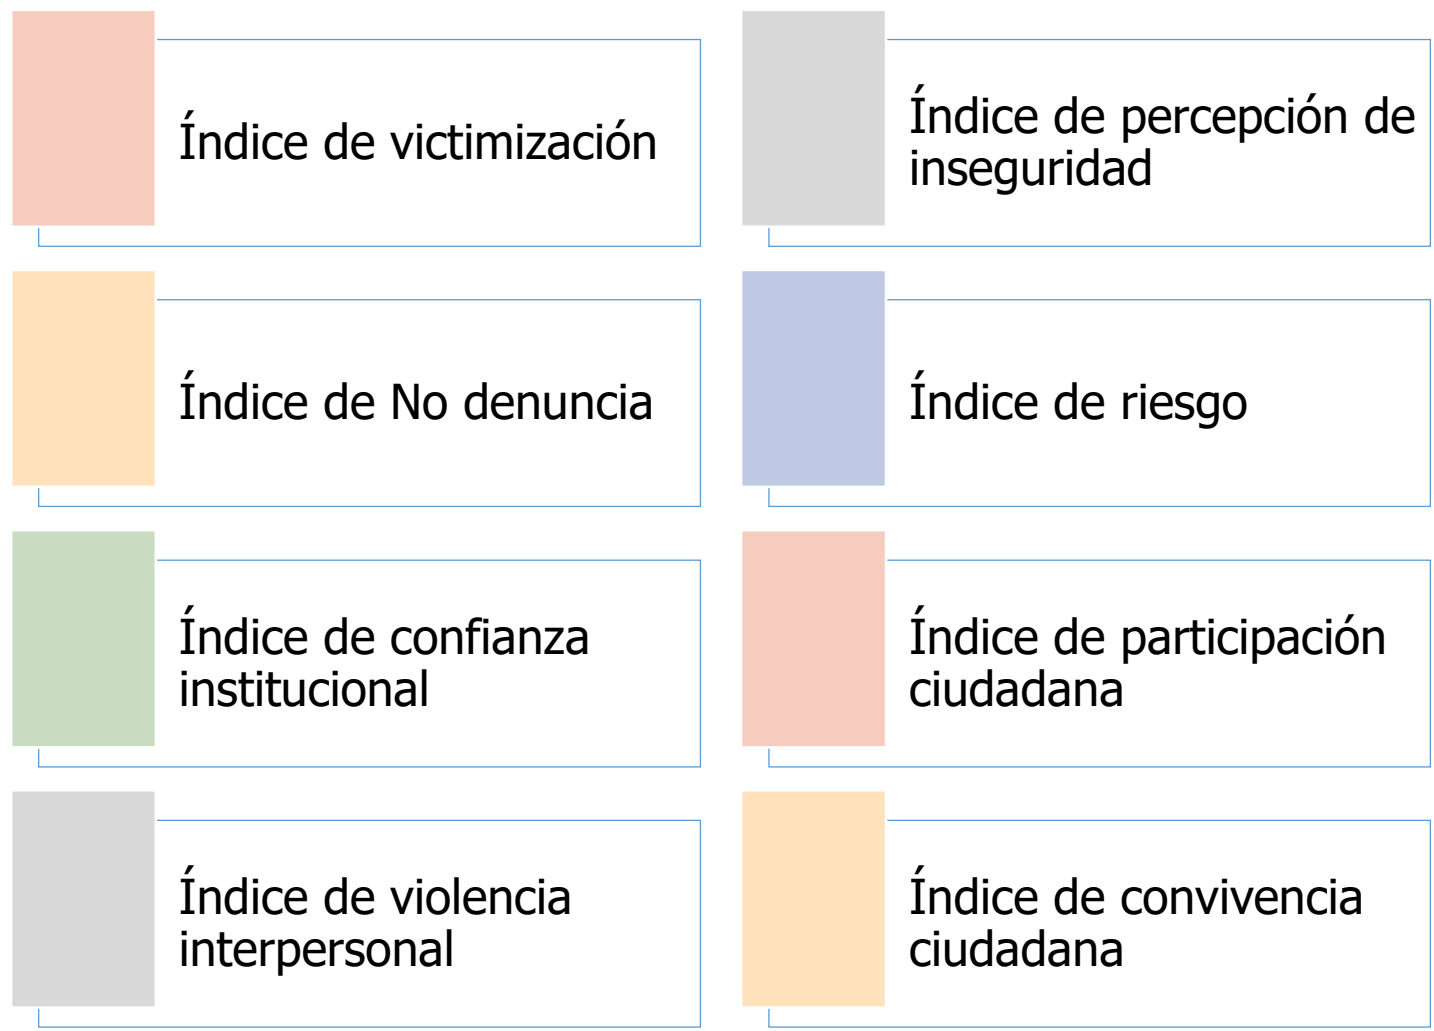 Índice de victimización
Índice de percepción de
inseguridad
Índice de No denuncia
Índice de riesgo
Índice de confianza
institucional
Índice de participación
ciudadana
Índice de violencia
interpersonal
Índice de convivencia
ciudadana